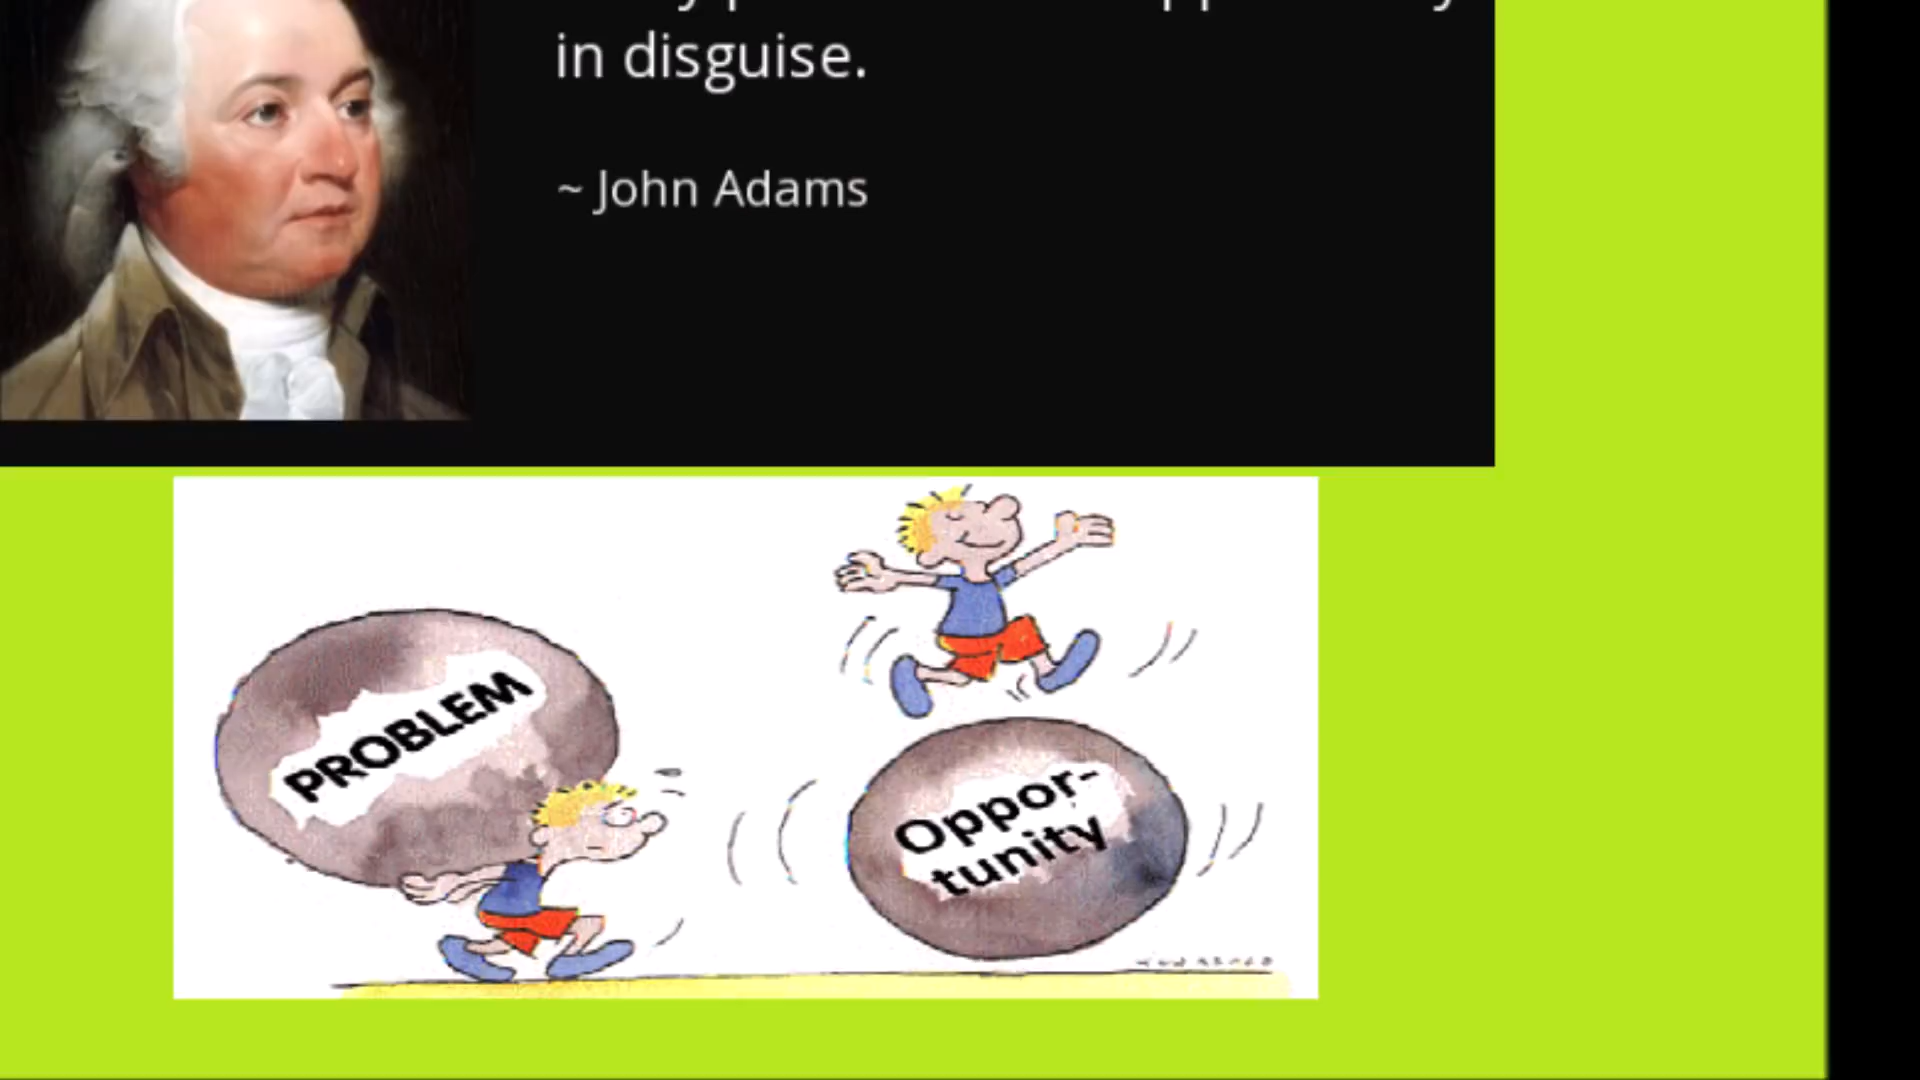 in disguise.
~ John Adams
PROBLEM
Oppor-
tunity